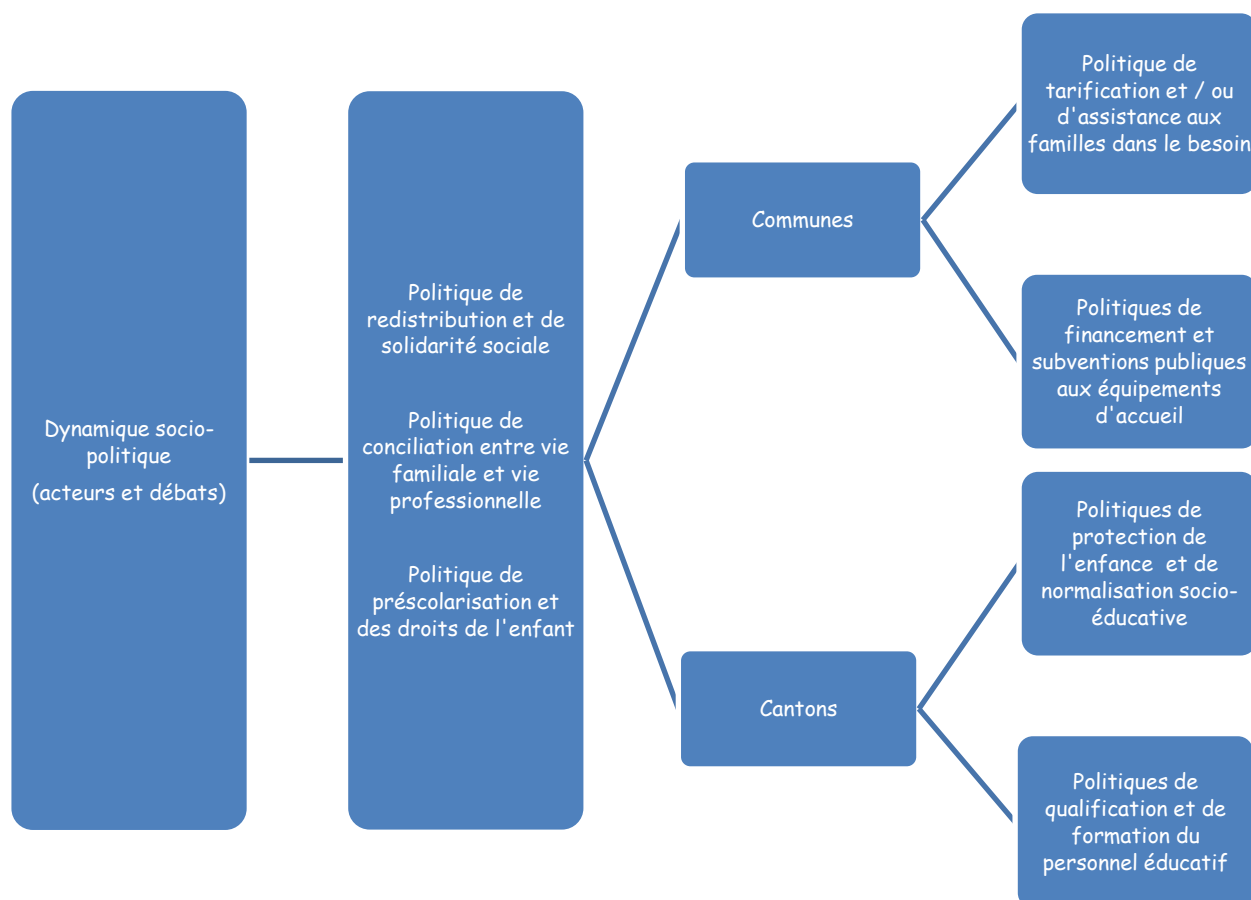 Dynamique socio-
politique
(acteurs et débats)
Politique de
redistribution et de
solidarité sociale
Politique de
conciliation entre vie
familiale et vie
professionnelle
Politique de
préscolarisation et
des droits de l'enfant
Communes
Cantons
Politique de
tarification et / ou
d'assistance aux
familles dans le besoin
Politiques de
financement et
subventions publiques
aux équipements
d'accueil
Politiques de
protection de
l'enfance et de
normalisation socio-
éducative
Politiques de
qualification et de
formation du
personnel éducatif